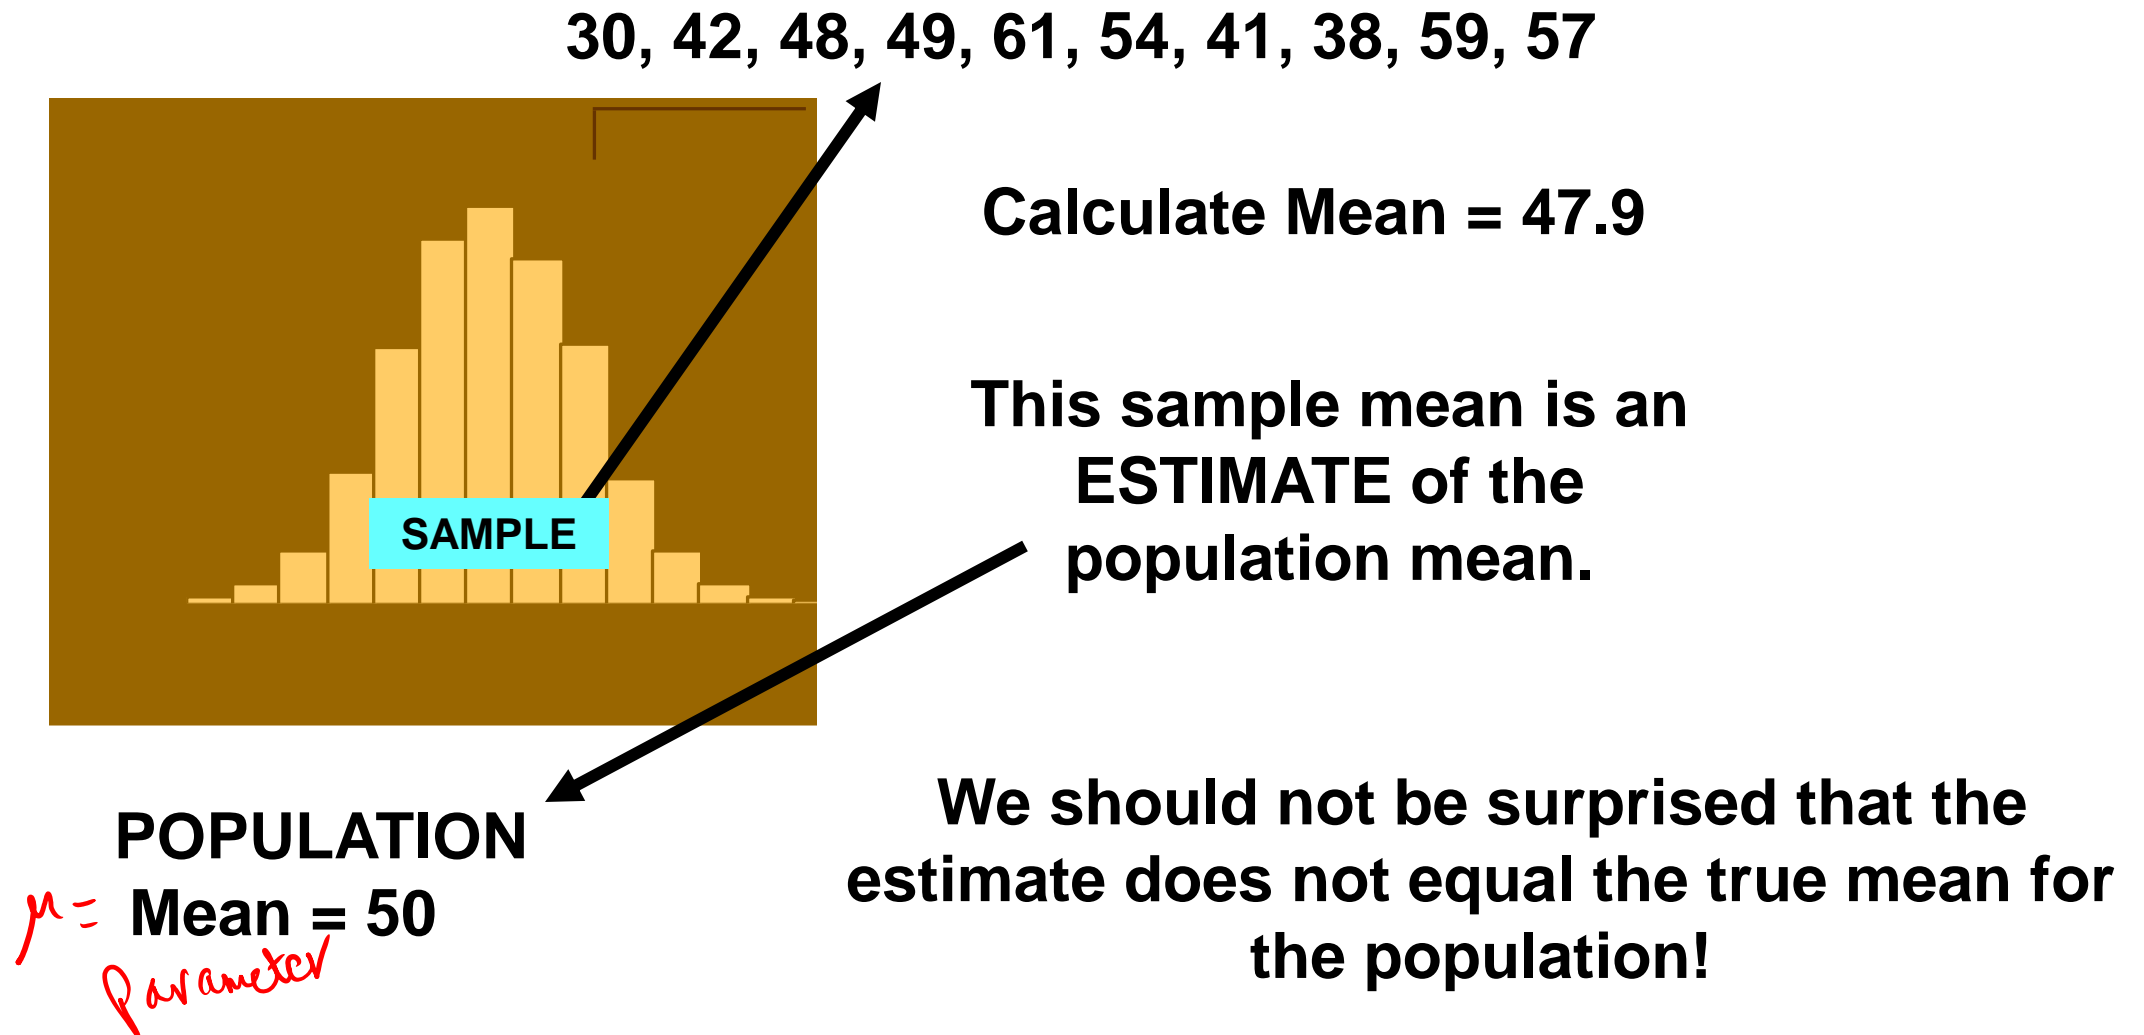 30, 42, 48, 49, 61, 54, 41, 38, 59, 57
Calculate Mean = 47.9
This sample mean is an
ESTIMATE of the
population mean.
SAMPLE
POPULATION
μ= Mean = 50
Parameter
We should not be surprised that the
estimate does not equal the true mean for
the population!